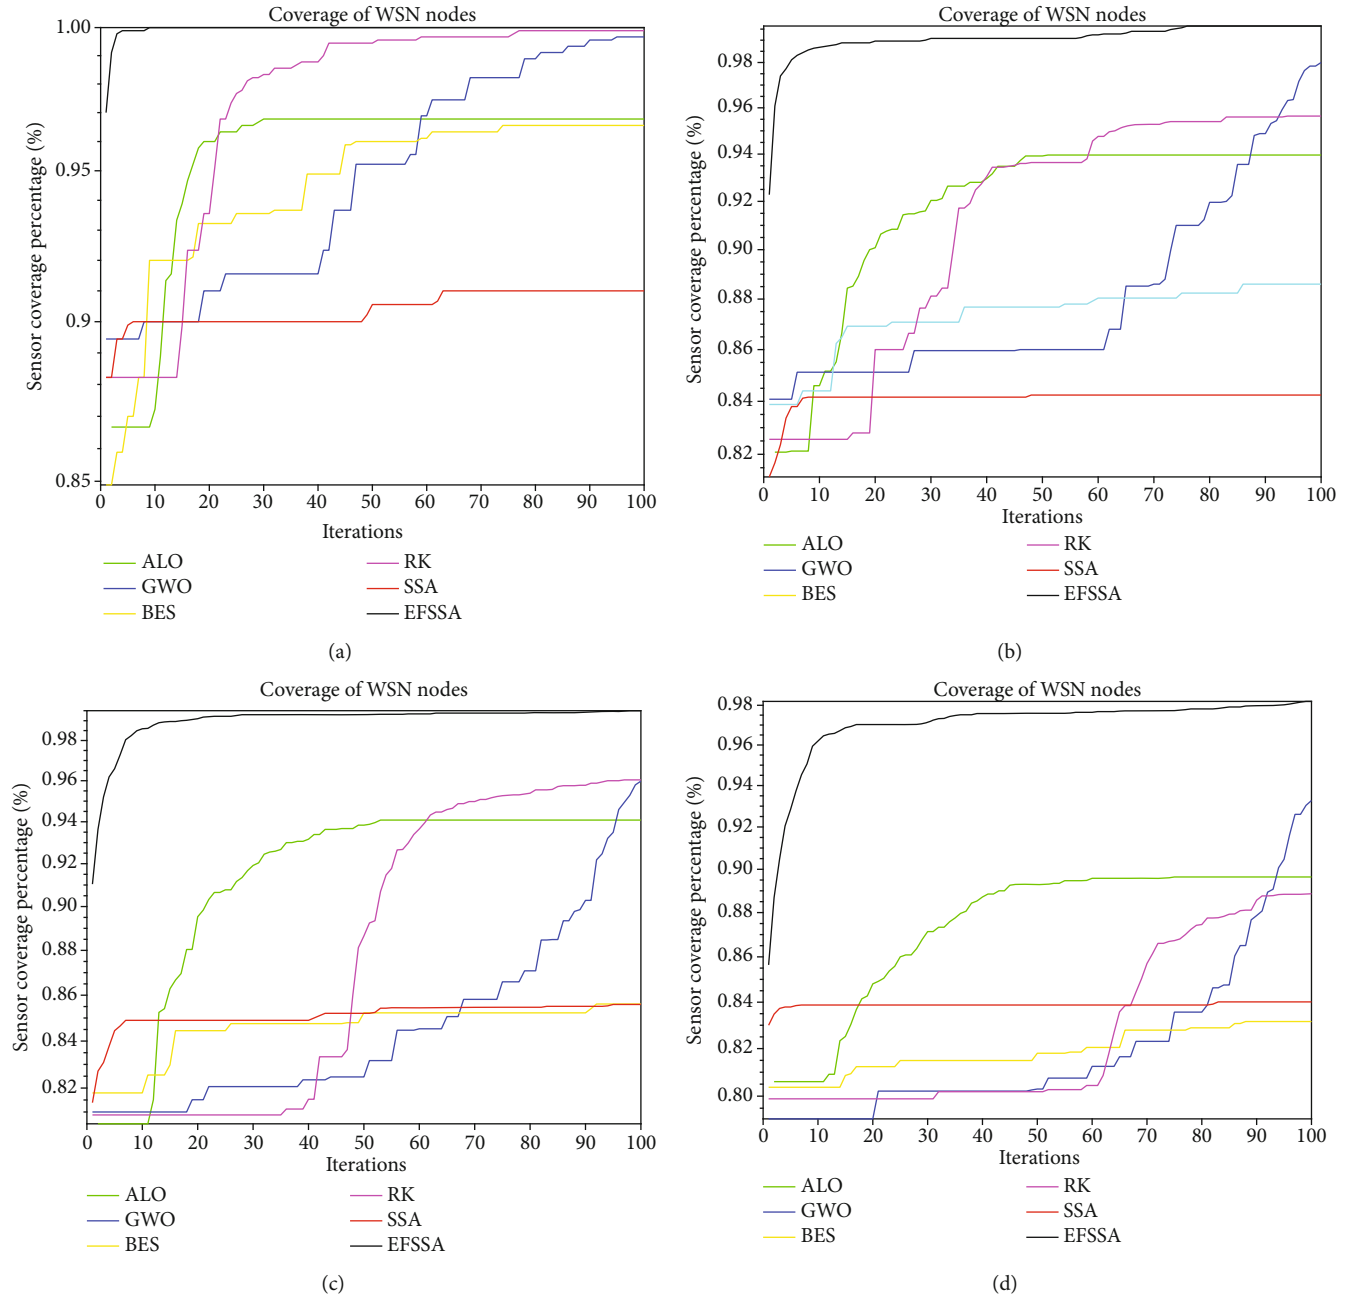 Coverage of WSN nodes
Sensor coverage percentage (%)
1.00
0.95
0.9
0.85
0 10 20 30 40 50 60 70 80 90 100
Iterations
ALO RK
GWO SSA
BES EFSSA
(a)
Coverage of WSN nodes
Sensor coverage percentage (%)
0.98
0.96
0.94
0.92
0.90
0.88
0.86
0.84
0.82
0 10 20 30 40 50 60 70 80 90 100
Iterations
ALO RK
GWO SSA
BES EFSSA
(b)
Coverage of WSN nodes
Sensor coverage percentage (%)
0.98
0.96
0.94
0.92
0.90
0.88
0.86
0.84
0.82
0 10 20 30 40 50 60 70 80 90 100
Iterations
ALO RK
GWO SSA
BES EFSSA
(c)
Coverage of WSN nodes
Sensor coverage percentage (%)
0.98
0.96
0.94
0.92
0.90
0.88
0.86
0.84
0.82
0.80
0 10 20 30 40 50 60 70 80 90 100
Iterations
ALO RK
GWO SSA
BES EFSSA
(d)